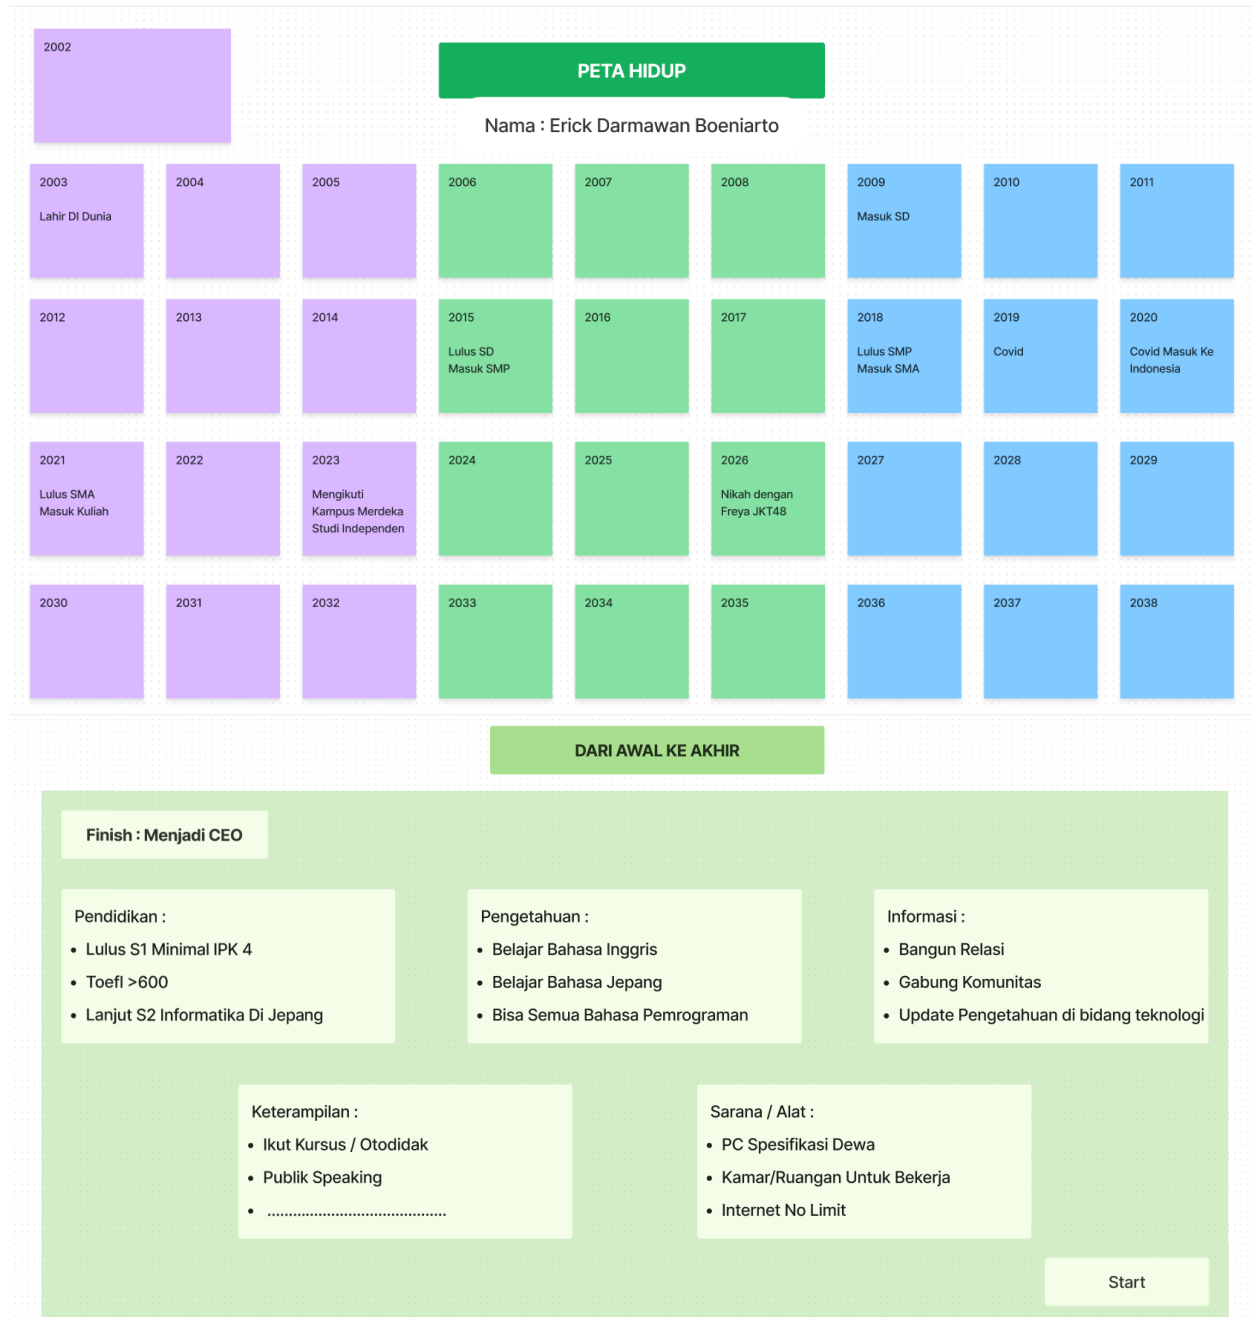 2002
PETA HIDUP
Nama : Erick Darmawan Boeniarto
2003
Lahir DI Dunia
2004
2005
2006
2007
2008
2009
Masuk SD
2010
2011
2012
2013
2014
2015
Lulus SD
Masuk SMP
2016
2017
2018
Lulus SMP
Masuk SMA
2019
Covid
2020
Covid Masuk Ke
Indonesia
2021
Lulus SMA
Masuk Kuliah
2022
2023
Mengikuti
Kampus Merdeka
Studi Independen
2024
2025
2026
Nikah dengan
Freya JKT48
2027
2028
2029
2030
2031
2032
2033
2034
2035
2036
2037
2038
DARI AWAL KE AKHIR
Finish : Menjadi CEO
Pendidikan :
• Lulus S1 Minimal IPK 4
• Toefl >600
• Lanjut S2 Informatika Di Jepang
Pengetahuan :
• Belajar Bahasa Inggris
• Belajar Bahasa Jepang
• Bisa Semua Bahasa Pemrograman
Informasi :
• Bangun Relasi
• Gabung Komunitas
• Update Pengetahuan di bidang teknologi
Keterampilan :
• Ikut Kursus / Otodidak
• Publik Speaking
• ..........................................
Sarana / Alat :
• PC Spesifikasi Dewa
• Kamar/Ruangan Untuk Bekerja
• Internet No Limit
Start